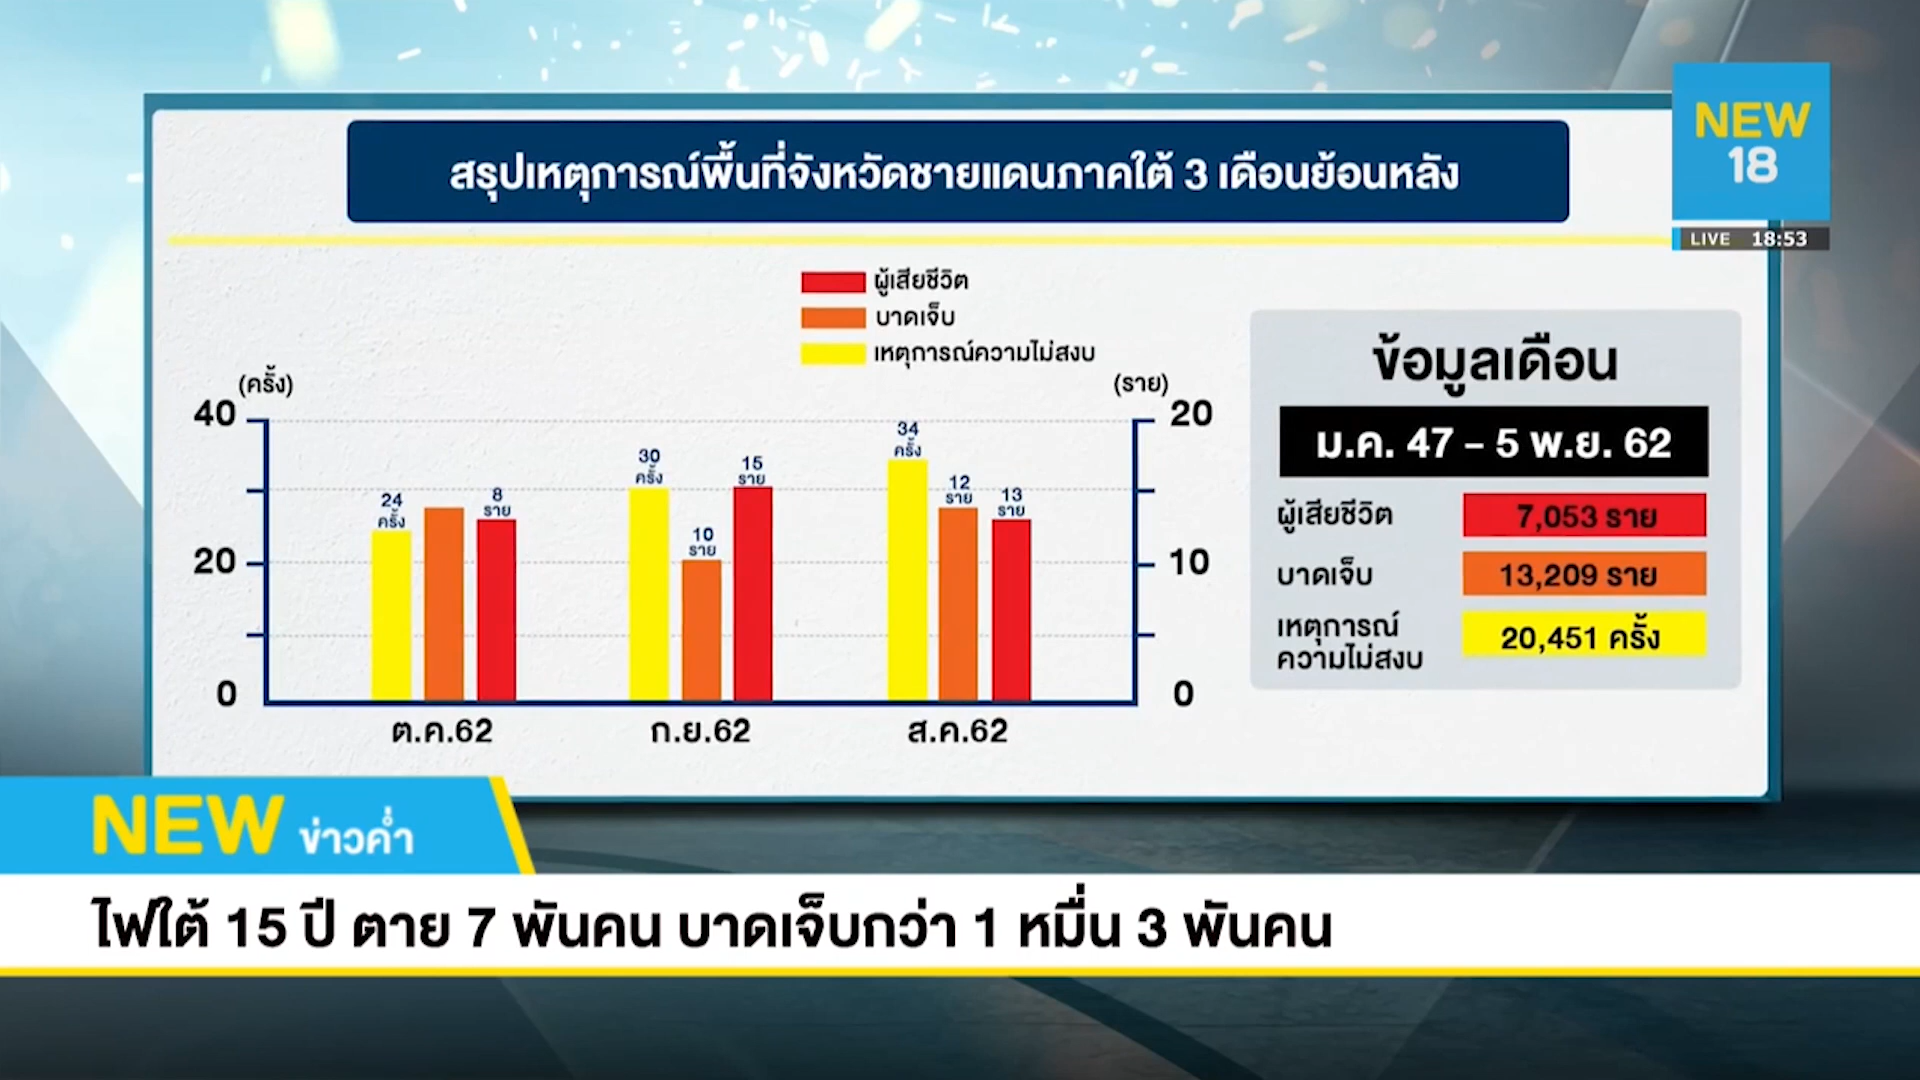 สรุปเหตุการณ์พื้นที่จังหวัดชายแดนภาคใต้ 3 เดือนย้อนหลัง
NEW
18
LIVE 18:53
ผู้เสียชีวิต
บาดเจ็บ
เหตุการณ์ความไม่สงบ
(ครั้ง)
(ราย)
40
20
0
20
10
0
24
ครั้ง
8
ราย
30
ครั้ง
10
ราย
15
ราย
34
ครั้ง
12
ราย
13
ราย
ต.ค.62
ก.ย.62
ส.ค.62
ข้อมูลเดือน
ม.ค. 47 – 5 พ.ย. 62
ผู้เสียชีวิต 7,053 ราย
บาดเจ็บ 13,209 ราย
เหตุการณ์
ความไม่สงบ
20,451 ครั้ง
NEW ข่าวค่ำ
ไฟใต้ 15 ปี ตาย 7 พันคน บาดเจ็บกว่า 1 หมื่น 3 พันคน